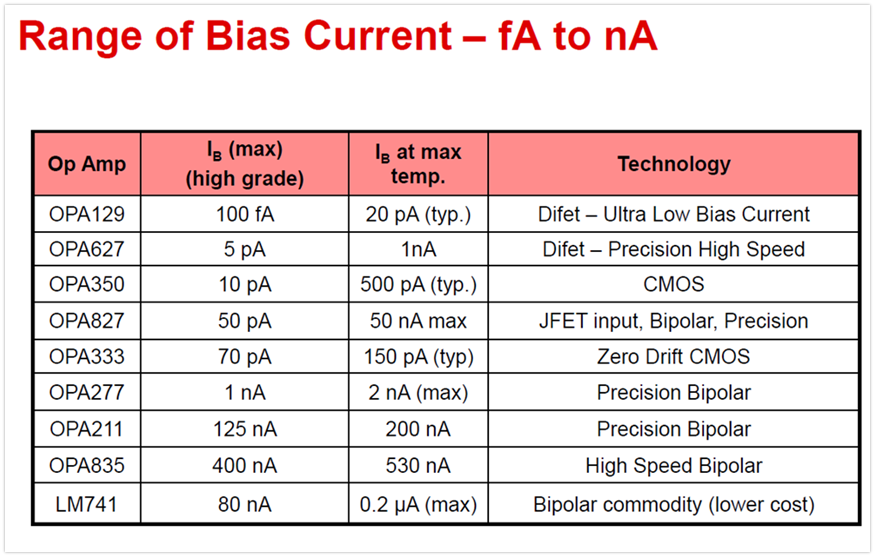 Range of Bias Current – fA to nA
Op Amp
I_B (max)
(high grade)
I_B at max
temp.
Technology
OPA129 100 fA 20 pA (typ.) Difet – Ultra Low Bias Current
OPA627 5 pA 1nA Difet – Precision High Speed
OPA350 10 pA 500 pA (typ.) CMOS
OPA827 50 pA 50 nA max JFET input, Bipolar, Precision
OPA333 70 pA 150 pA (typ) Zero Drift CMOS
OPA277 1 nA 2 nA (max) Precision Bipolar
OPA211 125 nA 200 nA Precision Bipolar
OPA835 400 nA 530 nA High Speed Bipolar
LM741 80 nA 0.2 µA (max) Bipolar commodity (lower cost)